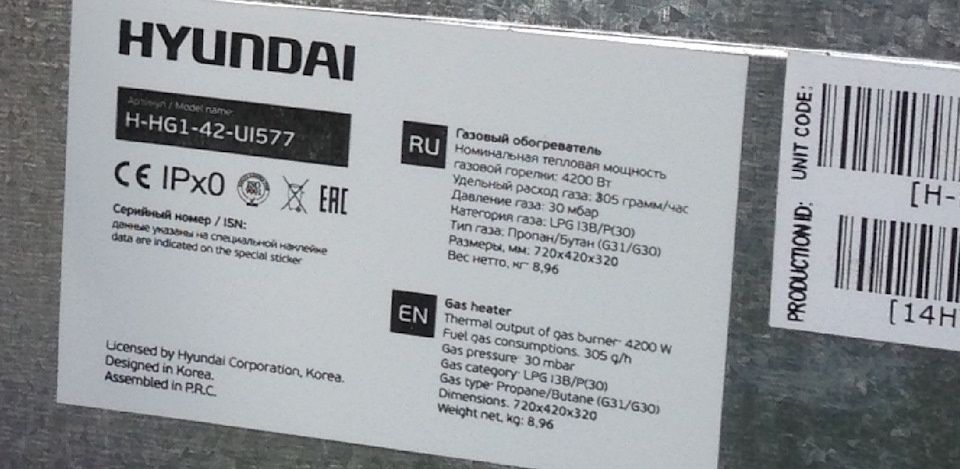 HYUNDAI
Артикул / Model name:
H-HG1-42-UI577
CE IPx0 EAC
Серийный номер / ISN:
данные указаны на специальной наклейке
data are indicated on the special sticker
Licensed by Hyundai Corporation, Korea.
Designed in Korea.
Assembled in P.R.C.
RU
Газовый обогреватель
Номинальная тепловая мощность
газовой горелки: 4200 Вт
Удельный расход газа: 305 грамм/час
Давление газа: 30 мбар
Категория газа: LPG I3B/P(30)
Тип газа: Пропан/Бутан (G31/G30)
Размеры, мм: 720x420x320
Вес нетто, кг: 8,96
EN
Gas heater
Thermal output of gas burner: 4200 W
Fuel gas consumptions: 305 g/h
Gas pressure: 30 mbar
Gas category: LPG I3B/P(30)
Gas type: Propane/Butane (G31/G30)
Dimensions: 720x420x320
Weight net, kg: 8,96
UNIT CODE:
[H-
PRODUCTION ID:
[14H